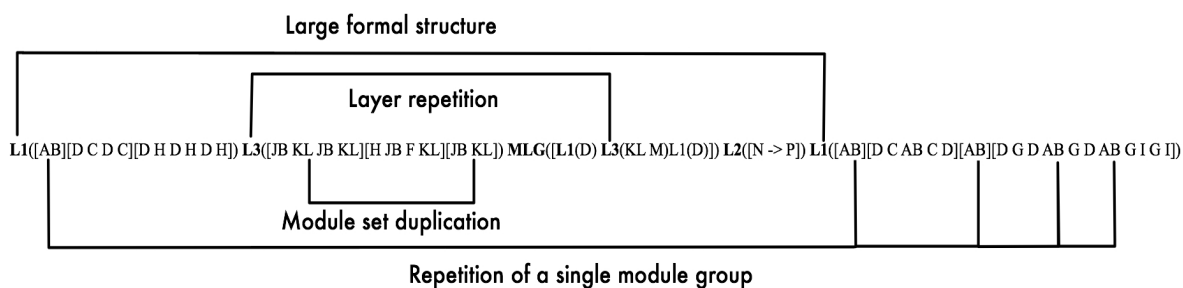 Large formal structure
Layer repetition
L1([AB][D C D C][D H D H D H]) L3([JB KL JB KL][H JB F KL][JB KL]) MLG([L1(D) L3(KL M)L1(D)]) L2([N -> P]) L1([AB][D C AB C D][AB][D G D AB G D AB G I G I])
Module set duplication
Repetition of a single module group